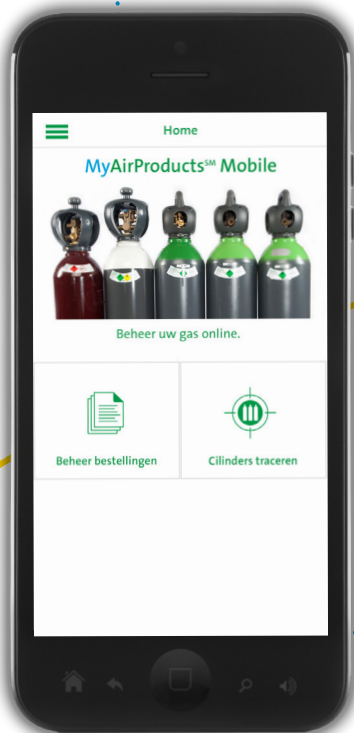 Home
MyAirProducts℠ Mobile
Beheer uw gas online.
Beheer bestellingen
Cilinders traceren